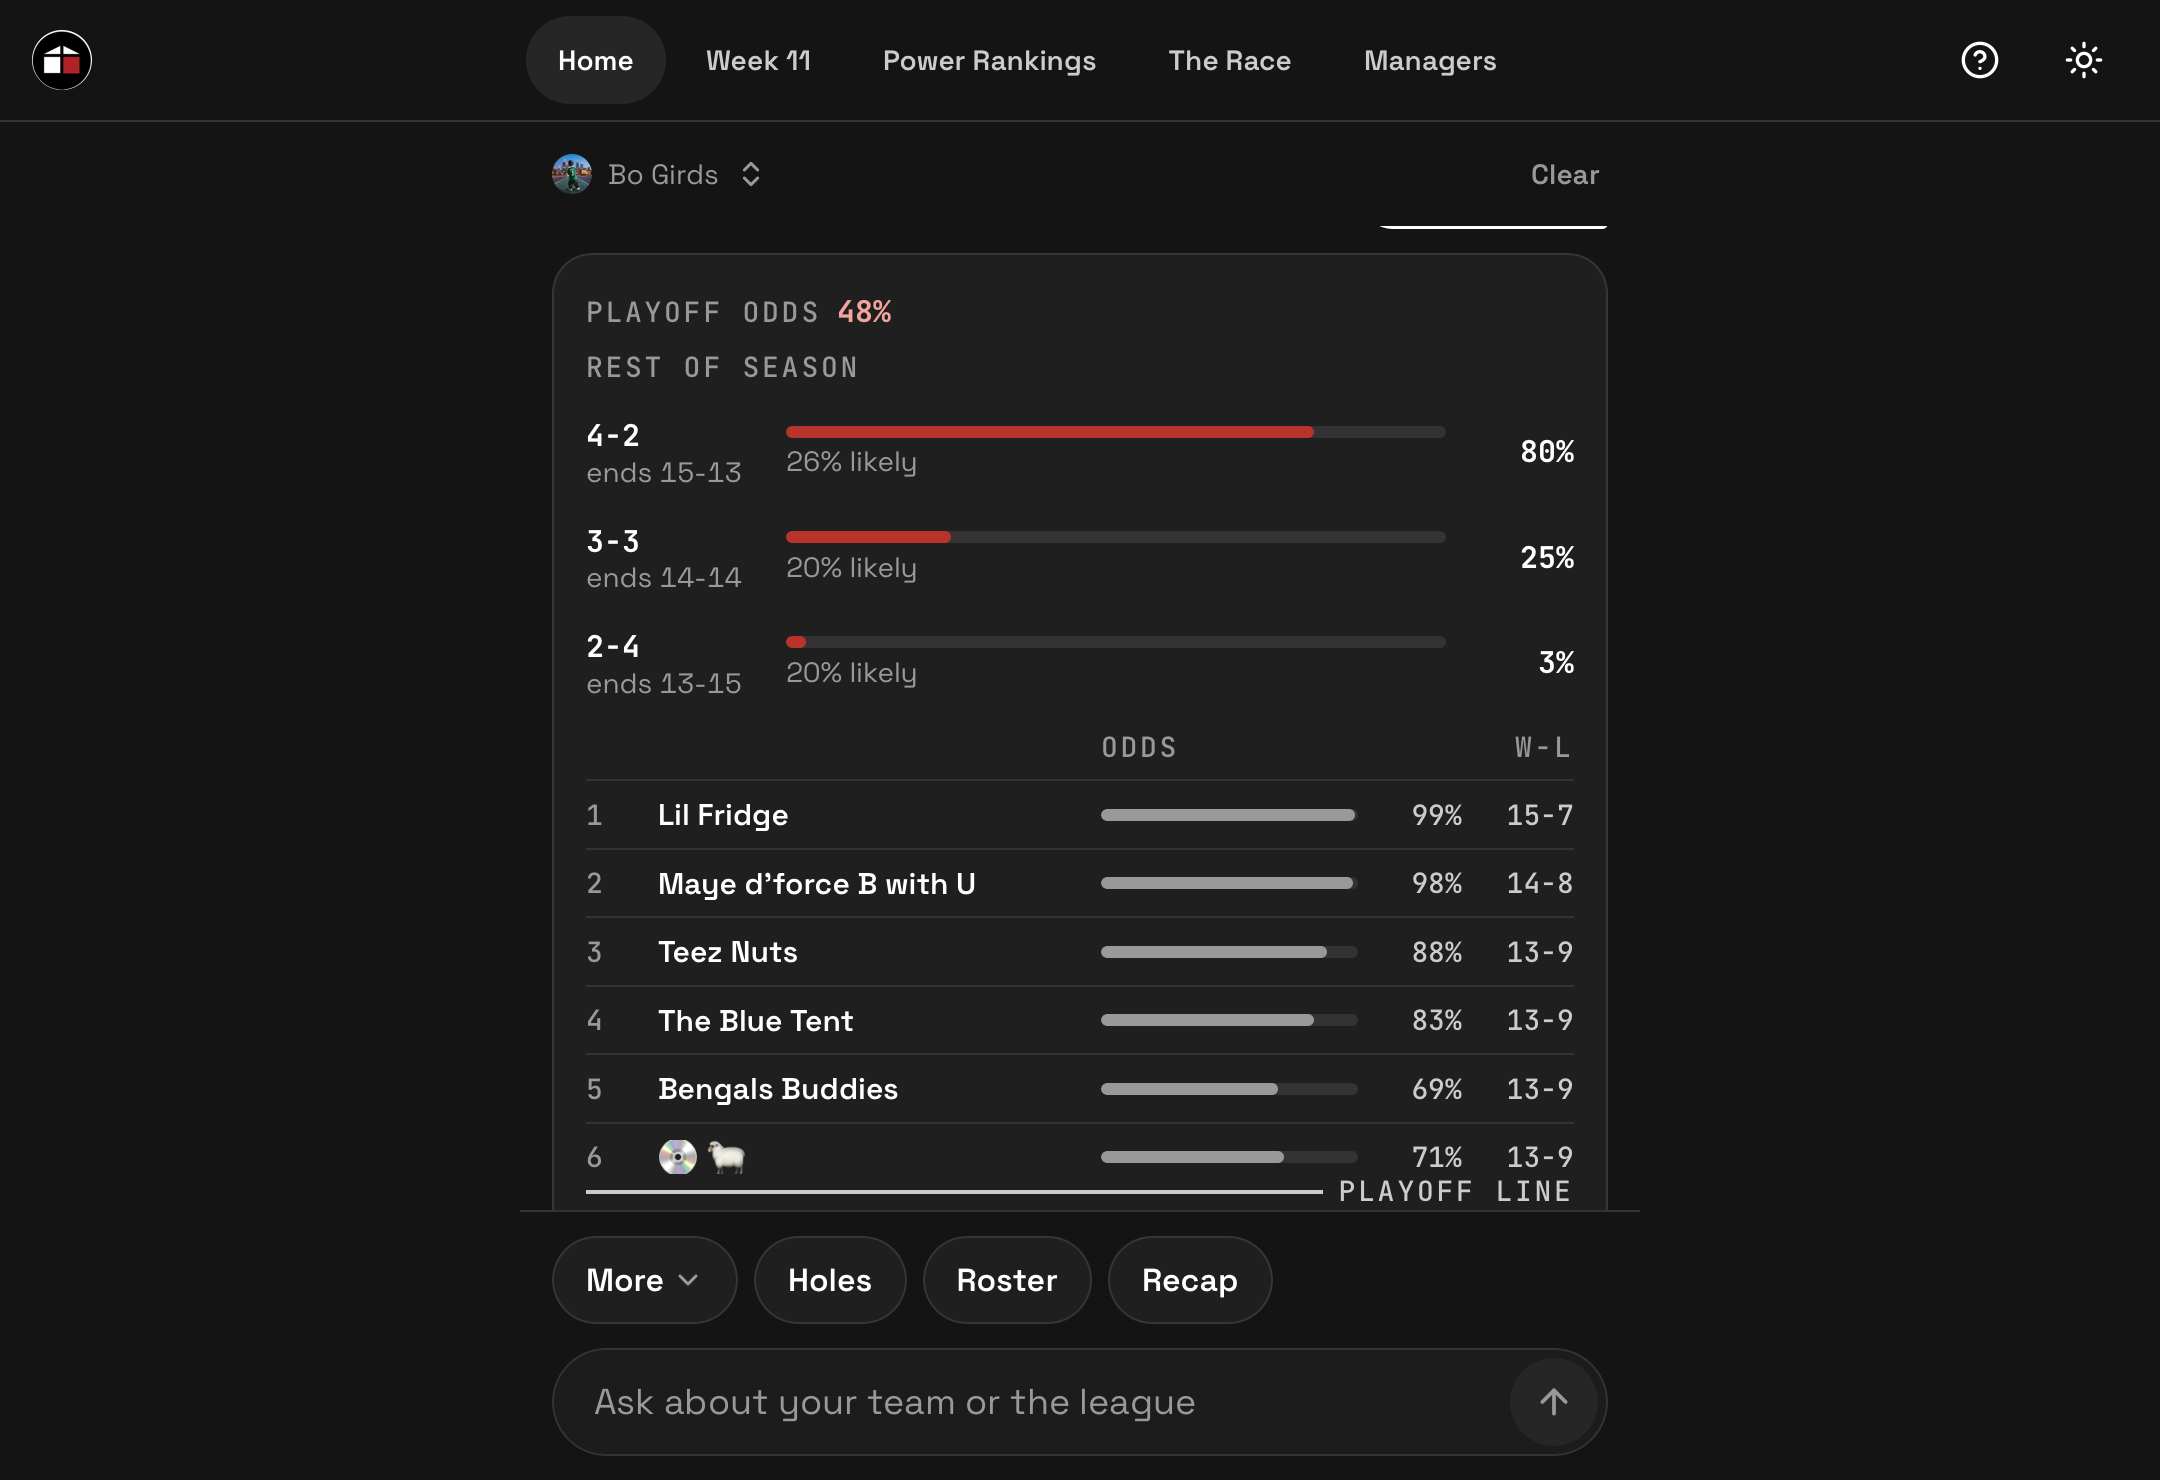 Home Week 11 Power Rankings The Race Managers
Bo Girds Clear
PLAYOFF ODDS 48%
REST OF SEASON
4-2
ends 15-13
26% likely
80%
3-3
ends 14-14
20% likely
25%
2-4
ends 13-15
20% likely
3%
ODDS W-L
1 Lil Fridge 99% 15-7
2 Maye d’force B with U 98% 14-8
3 Teez Nuts 88% 13-9
4 The Blue Tent 83% 13-9
5 Bengals Buddies 69% 13-9
6 💿 🐑 71% 13-9
PLAYOFF LINE
More Holes Roster Recap
Ask about your team or the league